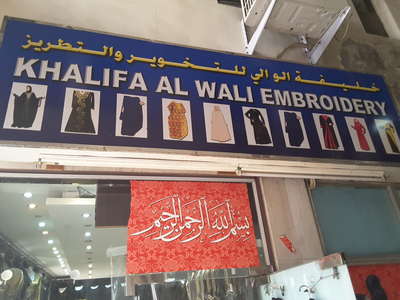 خليفة الوالي للتخوير والتطريز
KHALIFA AL WALI EMBROIDERY
بسم الله الرحمن الرحيم